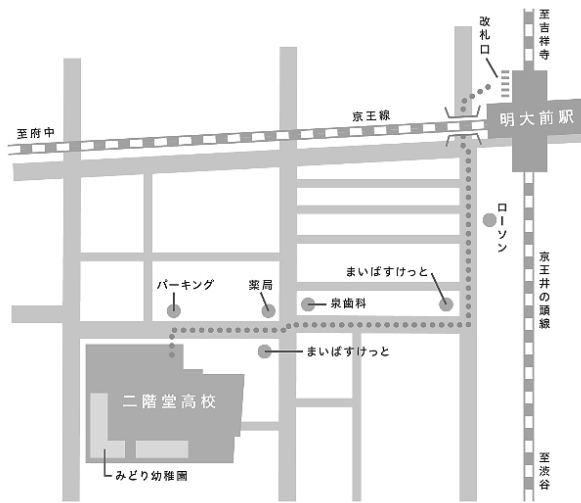 至吉祥寺
改札口
明大前駅
京王線
至府中
ローソン
京王井の頭線
まいばすけっと
パーキング
薬局
泉歯科
まいばすけっと
二階堂高校
みどり幼稚園
至渋谷